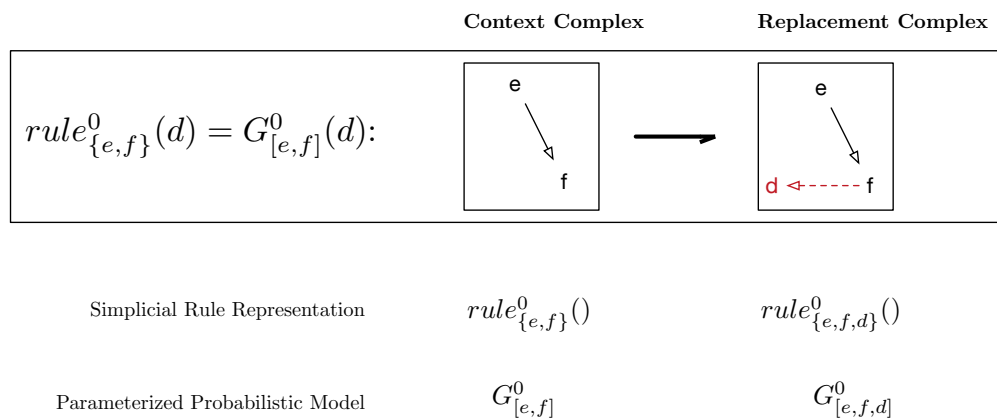 Context Complex Replacement Complex
e e
rule^0_{\{e,f\}}(d) = G^0_{[e,f]}(d):
f d f
Simplicial Rule Representation rule^0_{\{e,f\}}() rule^0_{\{e,f,d\}}()
Parameterized Probabilistic Model G^0_{[e,f]} G^0_{[e,f,d]}